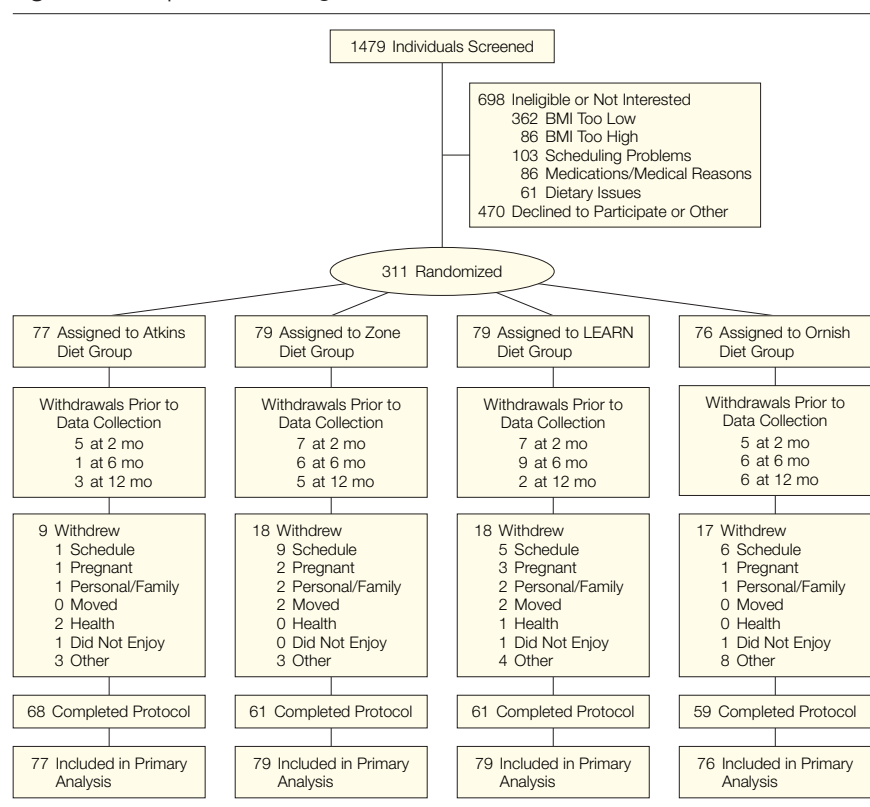 1479 Individuals Screened
698 Ineligible or Not Interested
362 BMI Too Low
86 BMI Too High
103 Scheduling Problems
86 Medications/Medical Reasons
61 Dietary Issues
470 Declined to Participate or Other
311 Randomized
77 Assigned to Atkins
Diet Group
79 Assigned to Zone
Diet Group
79 Assigned to LEARN
Diet Group
76 Assigned to Ornish
Diet Group
Withdrawals Prior to
Data Collection
5 at 2 mo
1 at 6 mo
3 at 12 mo
Withdrawals Prior to
Data Collection
7 at 2 mo
6 at 6 mo
5 at 12 mo
Withdrawals Prior to
Data Collection
7 at 2 mo
9 at 6 mo
2 at 12 mo
Withdrawals Prior to
Data Collection
5 at 2 mo
6 at 6 mo
6 at 12 mo
9 Withdrew
1 Schedule
1 Pregnant
1 Personal/Family
0 Moved
2 Health
1 Did Not Enjoy
3 Other
18 Withdrew
9 Schedule
2 Pregnant
2 Personal/Family
2 Moved
0 Health
0 Did Not Enjoy
3 Other
18 Withdrew
5 Schedule
3 Pregnant
2 Personal/Family
2 Moved
1 Health
1 Did Not Enjoy
4 Other
17 Withdrew
6 Schedule
1 Pregnant
1 Personal/Family
0 Moved
0 Health
1 Did Not Enjoy
8 Other
68 Completed Protocol
61 Completed Protocol
61 Completed Protocol
59 Completed Protocol
77 Included in Primary
Analysis
79 Included in Primary
Analysis
79 Included in Primary
Analysis
76 Included in Primary
Analysis